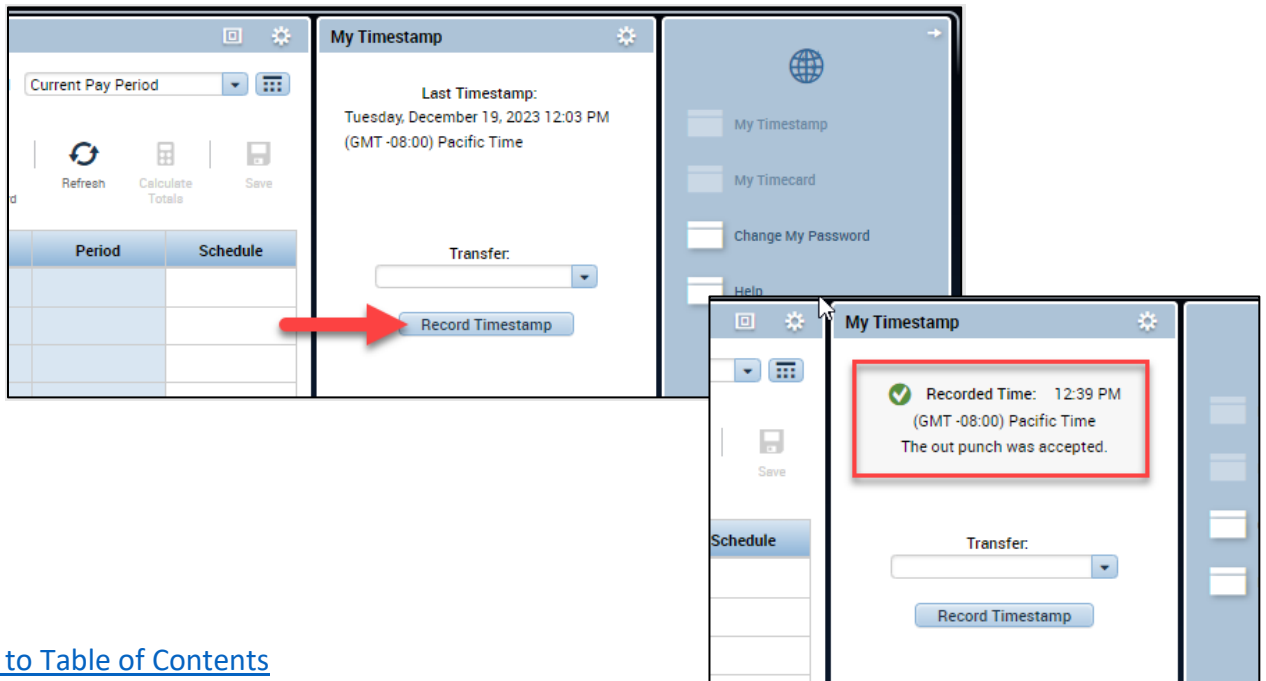 My Timestamp
Current Pay Period
Last Timestamp:
Tuesday, December 19, 2023 12:03 PM
(GMT -08:00) Pacific Time
Refresh
Calculate
Totals
Save
Period
Schedule
Transfer:
Record Timestamp
My Timestamp
My Timecard
Change My Password
Help
My Timestamp
Recorded Time: 12:39 PM
(GMT -08:00) Pacific Time
The out punch was accepted.
Save
Schedule
Transfer:
Record Timestamp
to Table of Contents